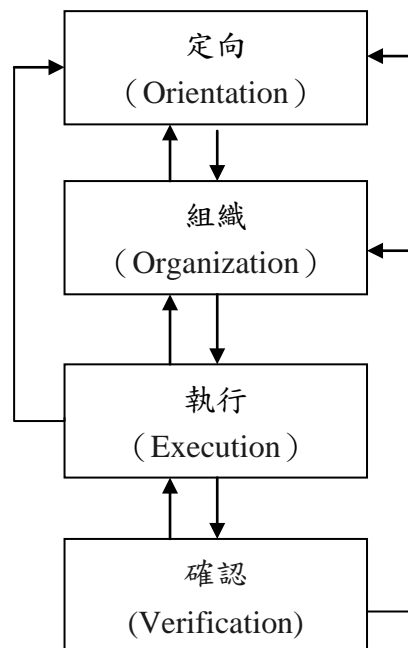 定向
（Orientation）
組織
（Organization）
執行
（Execution）
確認
(Verification)